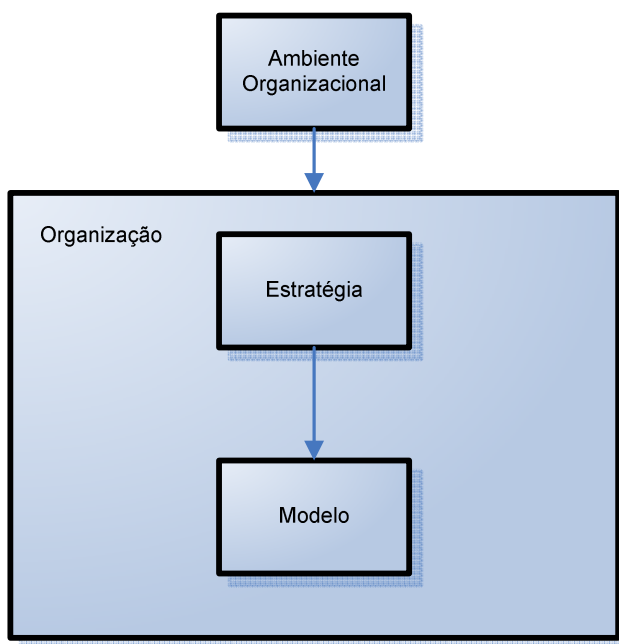 Ambiente
Organizacional
Organização
Estratégia
Modelo